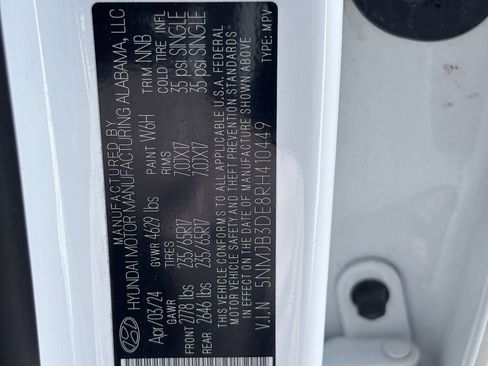 MANUFACTURED BY
HYUNDAI MOTOR MANUFACTURING ALABAMA, LLC
Apr/03/24 GVWR 4629 lbs PAINT W6H TRIM NNB
GAWR TIRES RIMS COLD TIRE INFL
FRONT 2778 lbs 235/65R17 7.0JX17 35 psi SINGLE
REAR 2646 lbs 235/65R17 7.0JX17 35 psi SINGLE
THIS VEHICLE CONFORMS TO ALL APPLICABLE U.S.A. FEDERAL
MOTOR VEHICLE SAFETY AND THEFT PREVENTION STANDARDS
IN EFFECT ON THE DATE OF MANUFACTURE SHOWN ABOVE.
V.I.N 5NMJB3DE8RH410449 TYPE: MPV